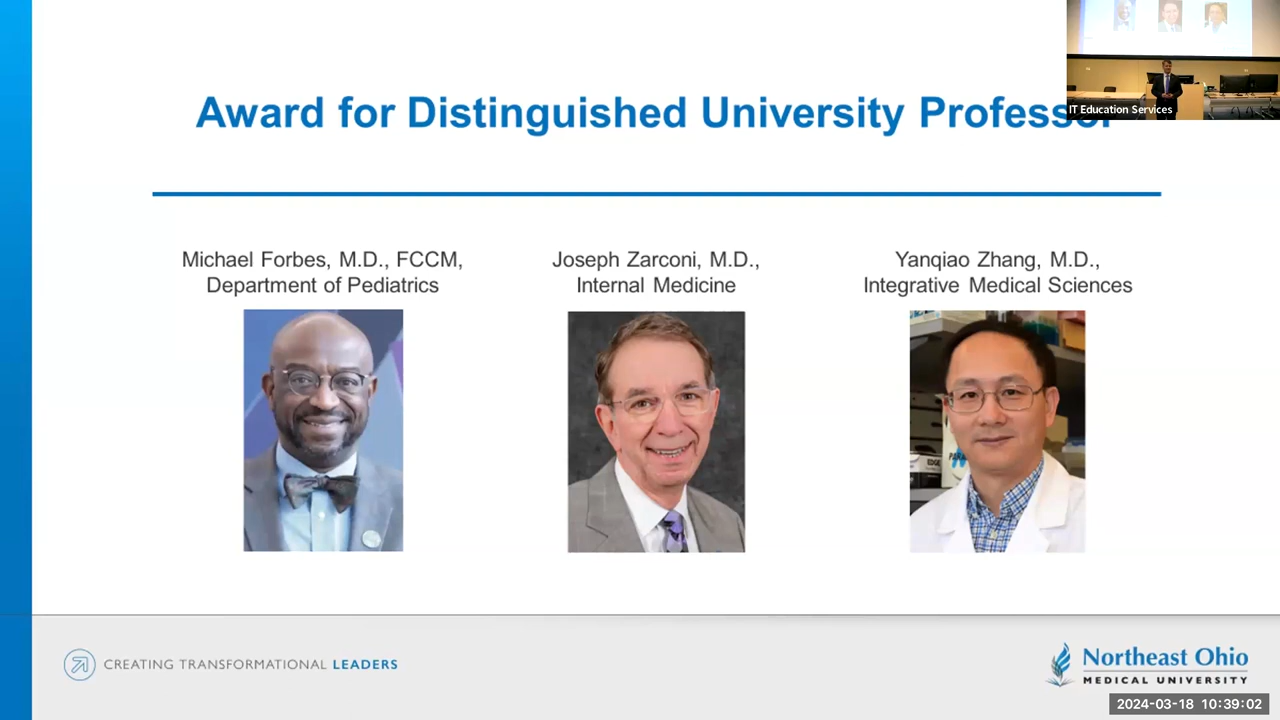 Award for Distinguished University Professor
IT Education Services
Michael Forbes, M.D., FCCM,
Department of Pediatrics
Joseph Zarconi, M.D.,
Internal Medicine
Yanqiao Zhang, M.D.,
Integrative Medical Sciences
EDGE
CREATING TRANSFORMATIONAL LEADERS
Northeast Ohio
MEDICAL UNIVERSITY
2024-03-18 10:39:02